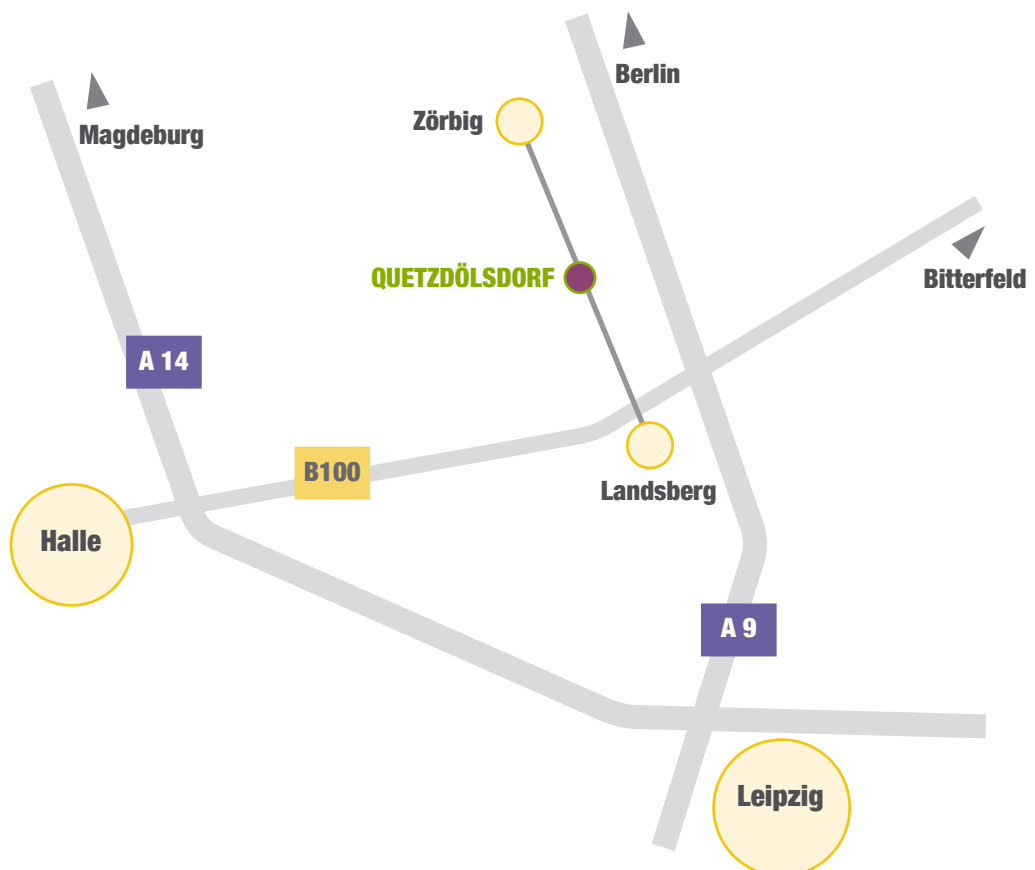 Berlin
Zörbig
Magdeburg
QUETZDÖLSDORF
Bitterfeld
A 14
B100
Landsberg
Halle
A 9
Leipzig